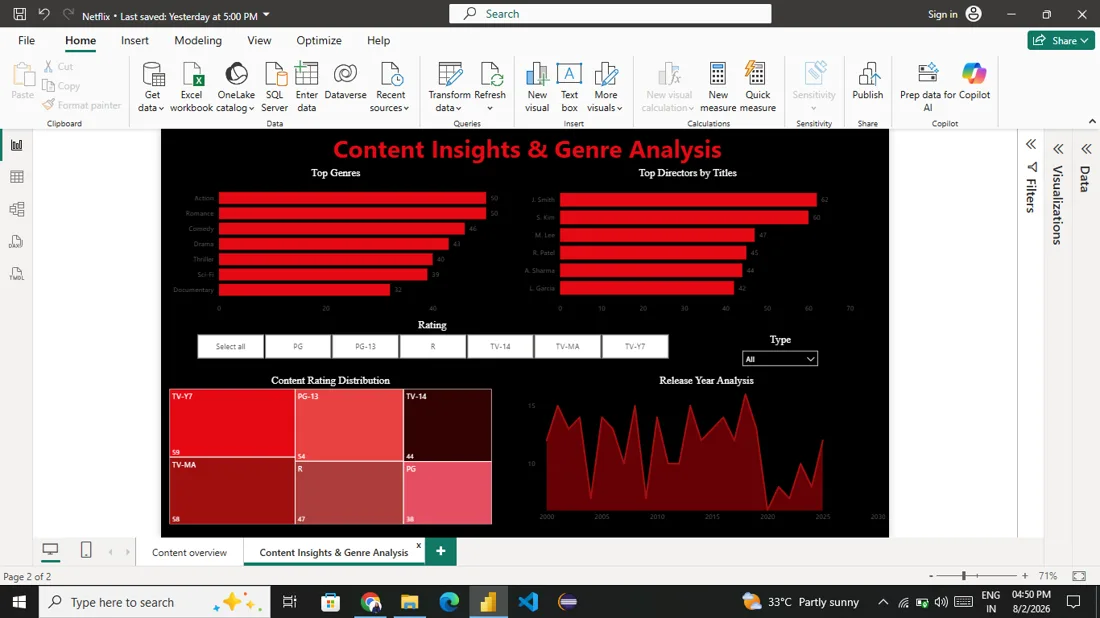 Netflix • Last saved: Yesterday at 5:00 PM
Search
Sign in
File Home Insert Modeling View Optimize Help
Share
Paste
Cut
Copy
Format painter
Get data
Excel workbook
OneLake catalog
SQL Server
Enter data
Dataverse
Recent sources
Transform data
Refresh
New visual
Text box
More visuals
New visual calculation
New measure
Quick measure
Sensitivity
Publish
Prep data for AI
Copilot
Clipboard Data Queries Insert Calculations Sensitivity Share Copilot
Content Insights & Genre Analysis
Top Genres
Action 50
Romance 50
Comedy 46
Drama 43
Thriller 40
Sci-Fi 39
Documentary 32
0 20 40
Top Directors by Titles
J. Smith 62
S. Kim 60
M. Lee 47
R. Patel 45
A. Sharma 44
L. Garcia 42
0 10 20 30 40 50 60 70
Rating
Select all PG PG-13 R TV-14 TV-MA TV-Y7
Type
All
Content Rating Distribution
TV-Y7
59
TV-MA
58
PG-13
54
R
47
TV-14
44
PG
38
Release Year Analysis
15
10
2000 2005 2010 2015 2020 2025 2030
Filters
Visualizations
Data
DAX
TMDL
Content overview
Content Insights & Genre Analysis x
+
Page 2 of 2
- + 71%
Type here to search
33°C Partly sunny
ENG
IN
04:50 PM
8/2/2026